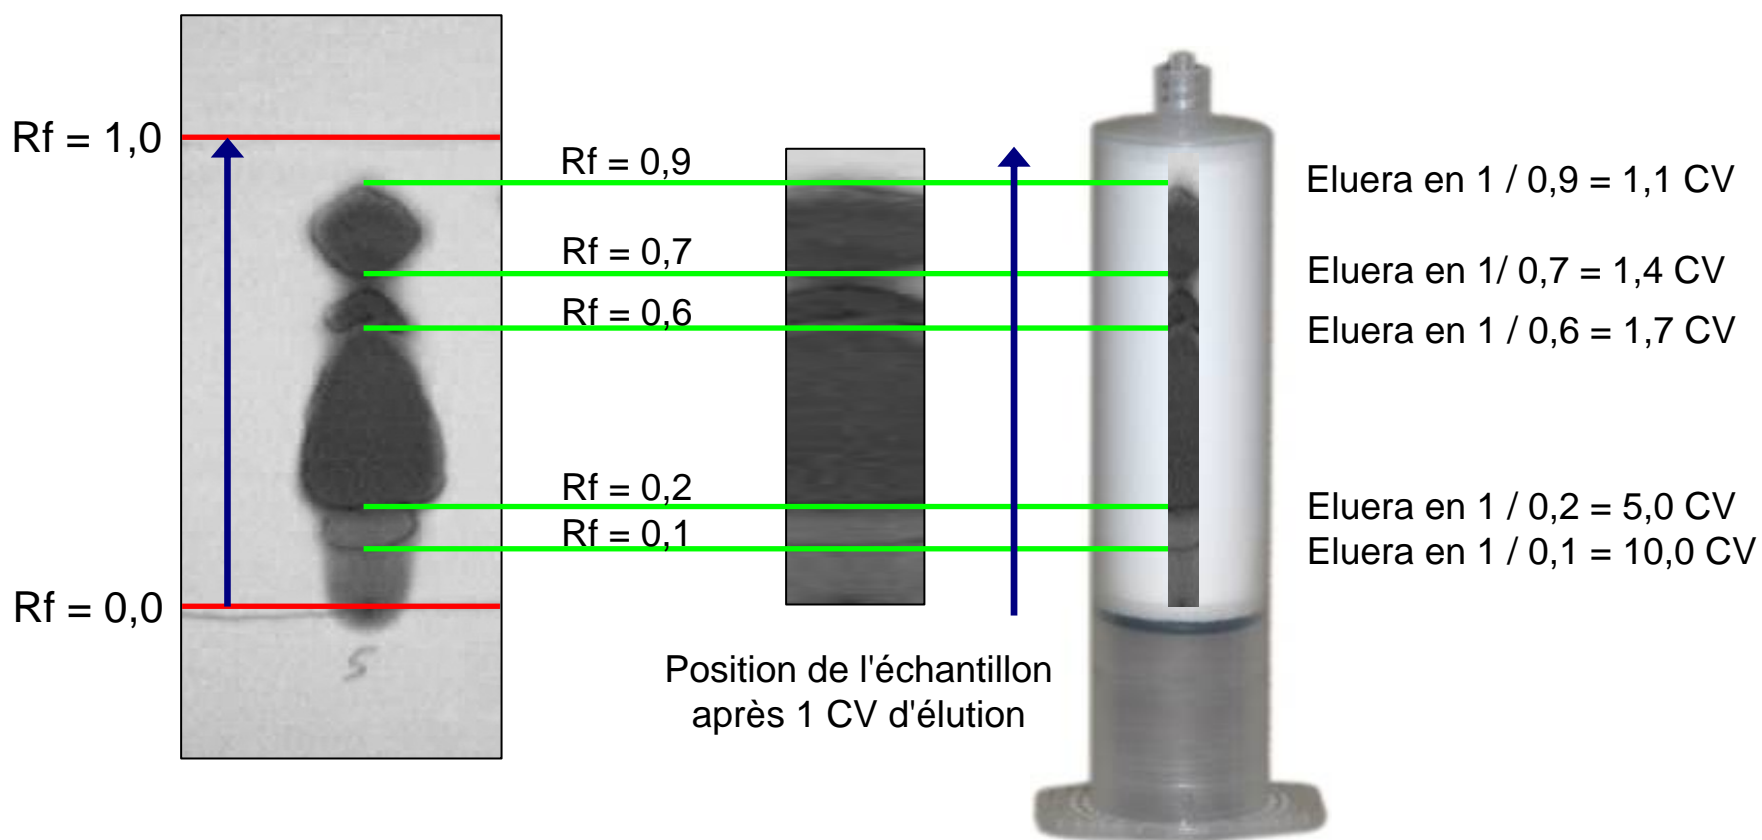 Rf = 1,0
Rf = 0,9
Eluera en 1 / 0,9 = 1,1 CV
Rf = 0,7
Eluera en 1/ 0,7 = 1,4 CV
Rf = 0,6
Eluera en 1 / 0,6 = 1,7 CV
Rf = 0,2
Eluera en 1 / 0,2 = 5,0 CV
Rf = 0,1
Eluera en 1 / 0,1 = 10,0 CV
Rf = 0,0
S
Position de l'échantillon
après 1 CV d'élution